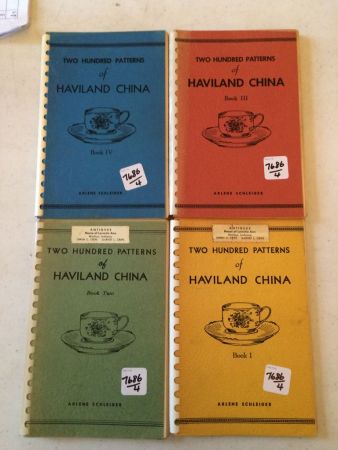 TWO HUNDRED PATTERNS
of
HAVILAND CHINA
Book IV
7686/4
ARLENE SCHLEIGER
TWO HUNDRED PATTERNS
of
HAVILAND CHINA
Book III
7686/4
ARLENE SCHLEIGER
ANTIQUES
TWO HUNDRED PATTERNS
of
HAVILAND CHINA
Book Two
7686/4
ARLENE SCHLEIGER
ANTIQUES
TWO HUNDRED PATTERNS
of
HAVILAND CHINA
Book I
7686/4
ARLENE SCHLEIGER